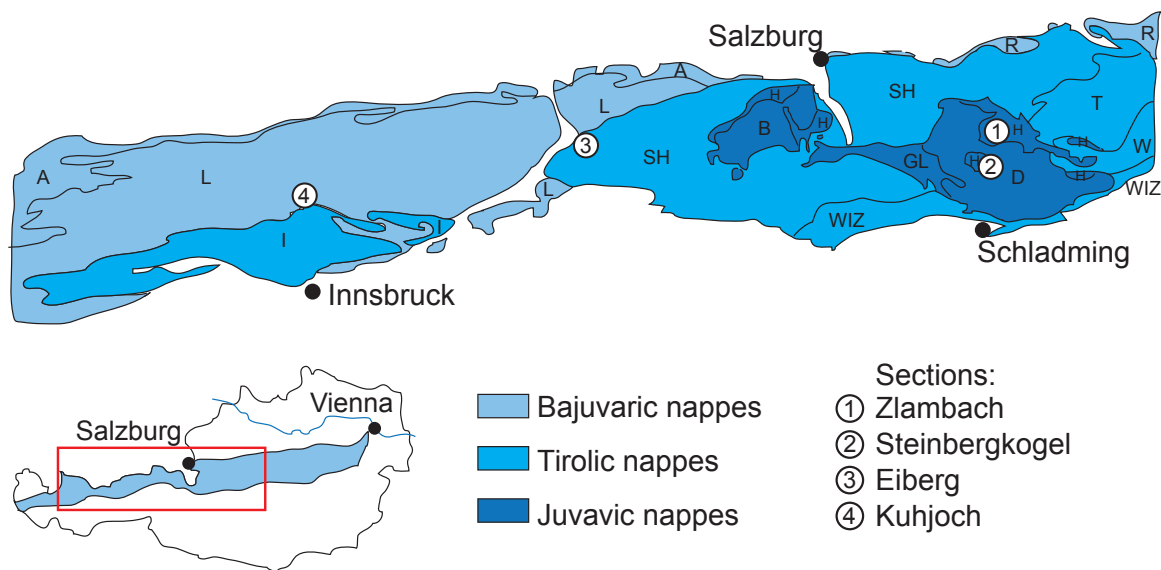 Salzburg
R
R
A
SH
T
L
H
H
B
H
1
H
3
H
W
SH
GL
2
H
A
L
D
H
WIZ
4
L
I
I
WIZ
Schladming
Innsbruck
Vienna
Salzburg
Bajuvaric nappes
Tirolic nappes
Juvavic nappes
Sections:
1 Zlambach
2 Steinbergkogel
3 Eiberg
4 Kuhjoch